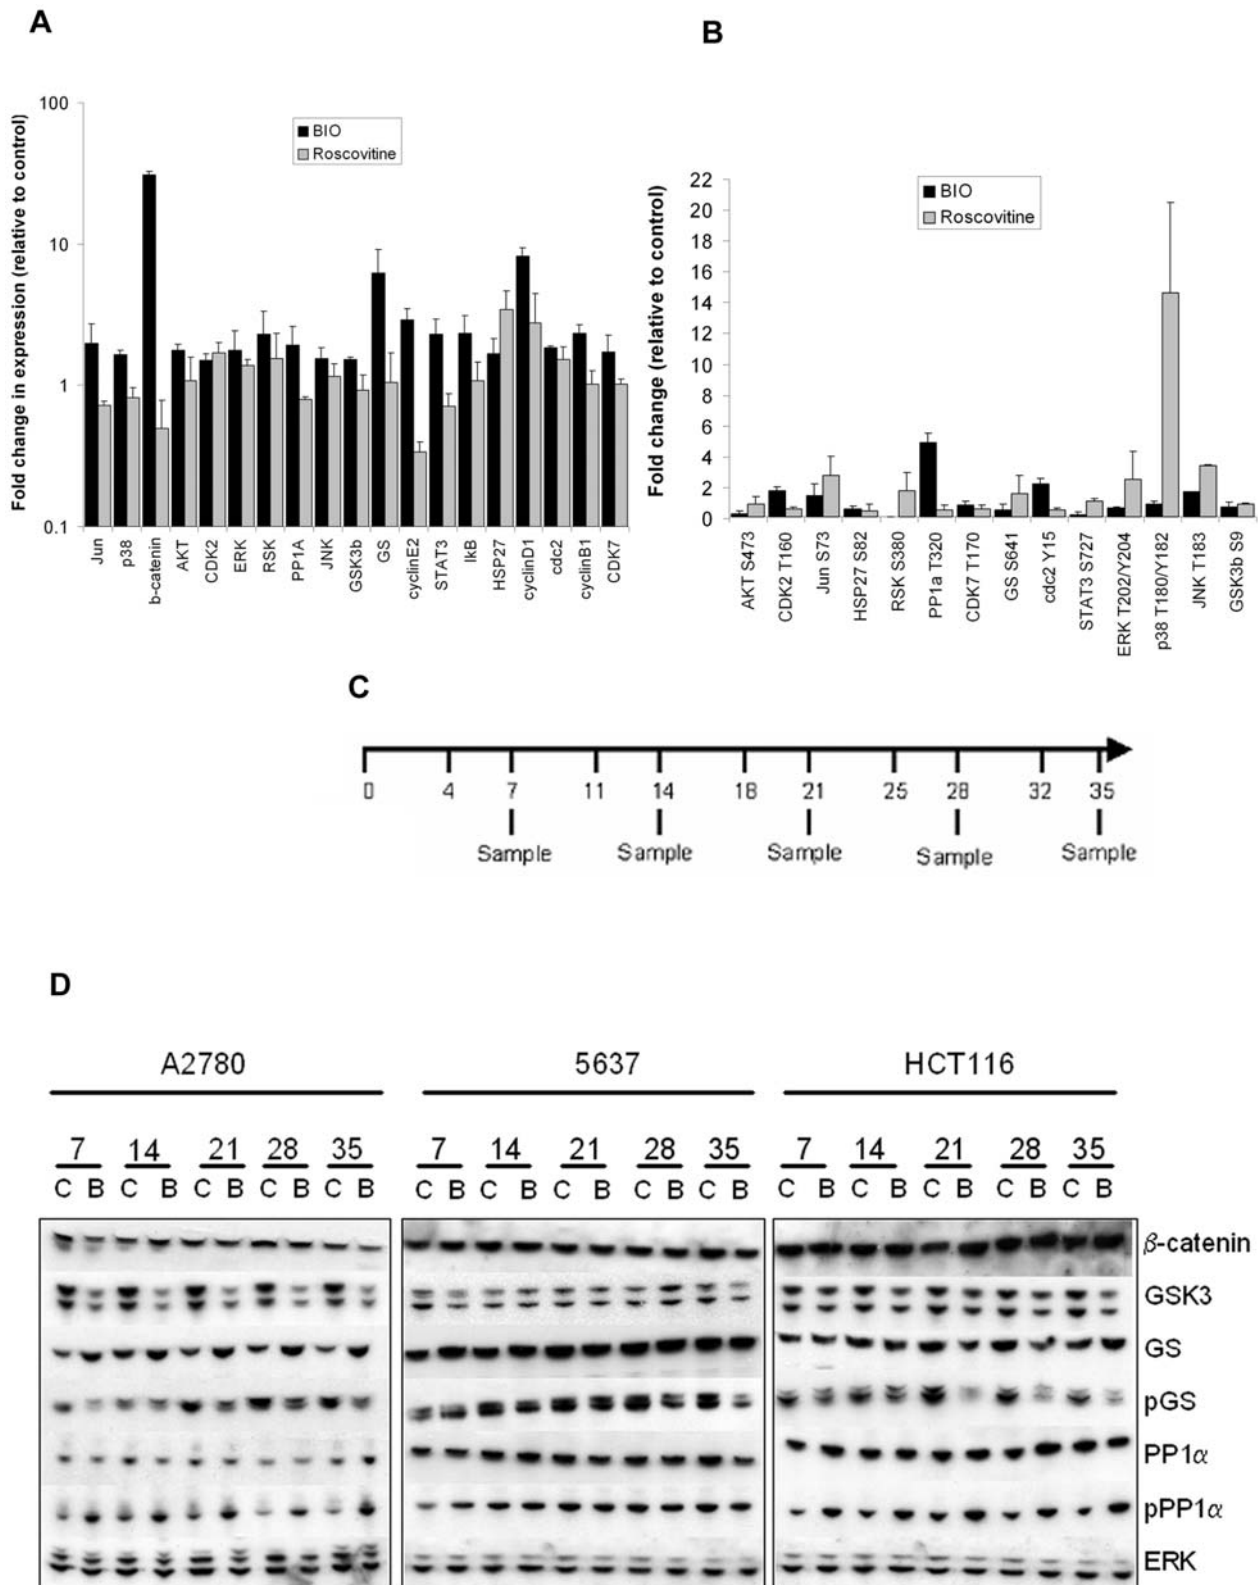 A
B
Fold change in expression (relative to control)
100
10
1
0.1
BIO
Roscovitine
Jun
p38
b-catenin
AKT
CDK2
ERK
RSK
PP1A
JNK
GSK3b
GS
cyclinE2
STAT3
IkB
HSP27
cyclinD1
cdc2
cyclinB1
CDK7
Fold change (relative to control)
22
20
18
16
14
12
10
8
6
4
2
0
BIO
Roscovitine
AKT S473
CDK2 T160
Jun S73
HSP27 S82
RSK S380
PP1a T320
CDK7 T170
GS S641
cdc2 Y15
STAT3 S727
ERK T202/Y204
p38 T180/Y182
JNK T183
GSK3b S9
C
0 4 7 11 14 18 21 25 28 32 35
Sample Sample Sample Sample Sample
D
A2780 5637 HCT116
7 14 21 28 35 7 14 21 28 35 7 14 21 28 35
C B C B C B C B C B C B C B C B C B C B C B C B C B C B C B
β-catenin
GSK3
GS
pGS
PP1α
pPP1α
ERK